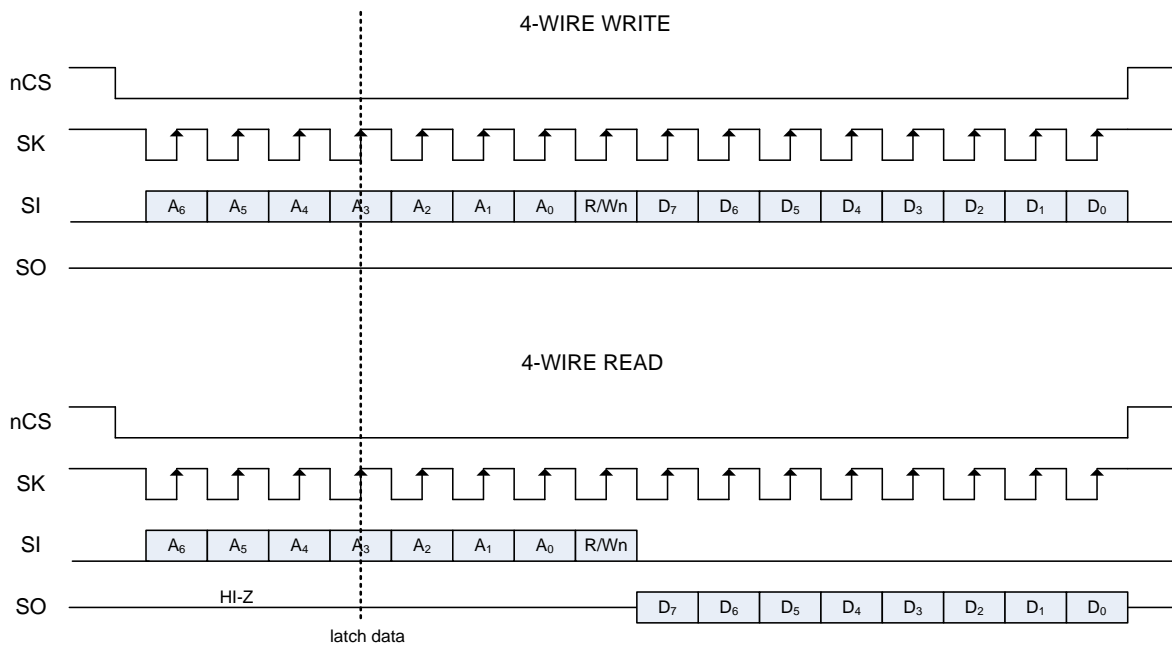 4-WIRE WRITE
nCS
SK
SI A₆ A₅ A₄ A₃ A₂ A₁ A₀ R/Wn D₇ D₆ D₅ D₄ D₃ D₂ D₁ D₀
SO
4-WIRE READ
nCS
SK
SI A₆ A₅ A₄ A₃ A₂ A₁ A₀ R/Wn
SO HI-Z D₇ D₆ D₅ D₄ D₃ D₂ D₁ D₀
latch data